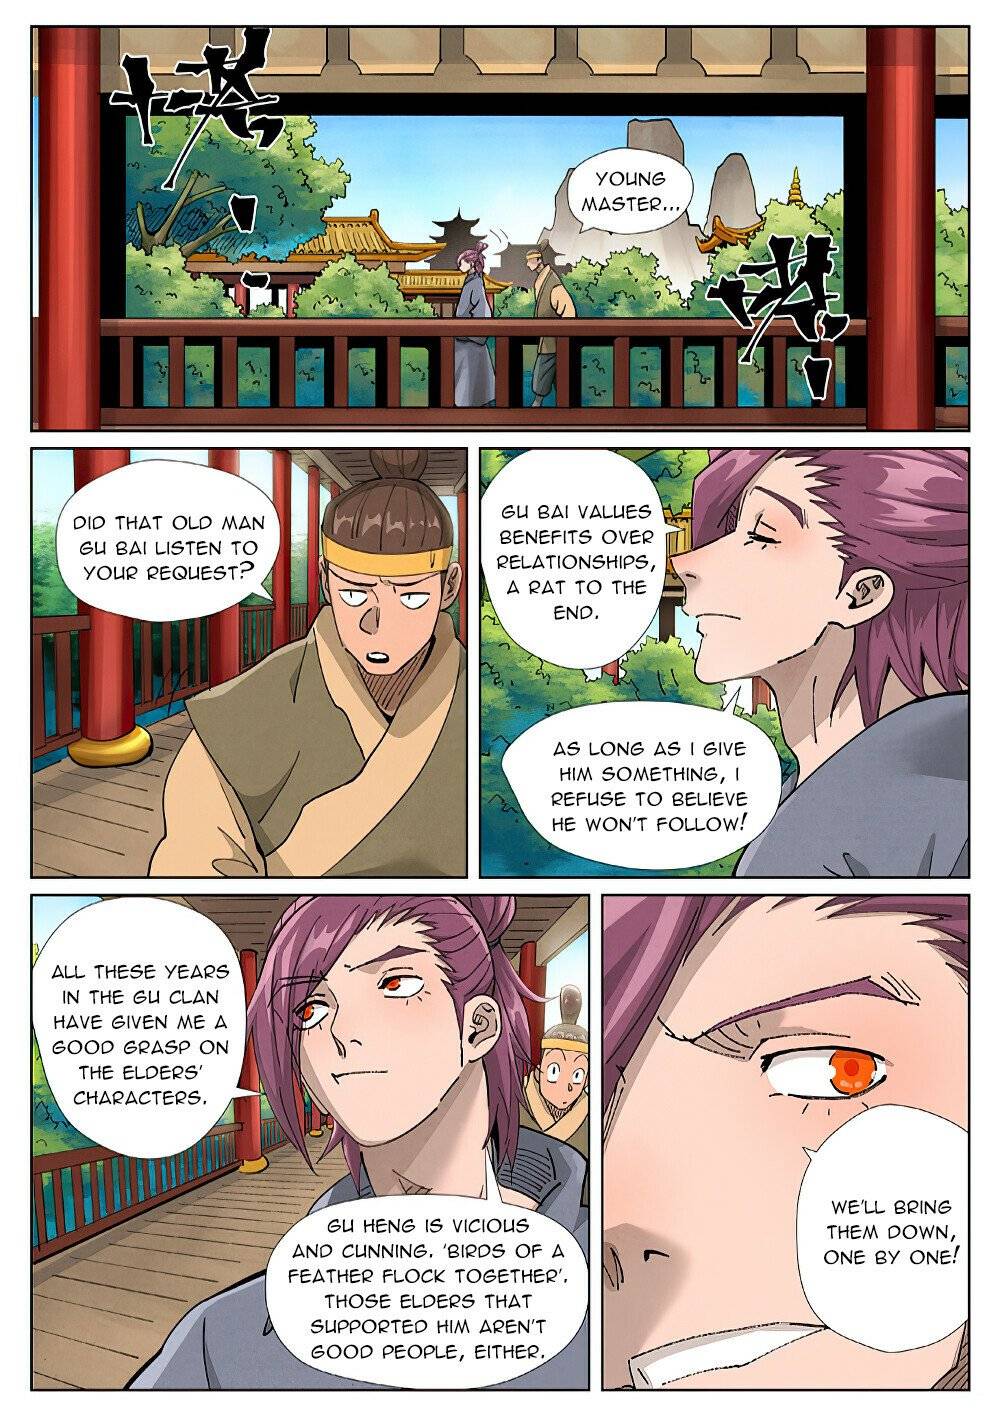 嗒
YOUNG
MASTER...
嗒
DID THAT OLD MAN
GU BAI LISTEN TO
YOUR REQUEST?
GU BAI VALUES
BENEFITS OVER
RELATIONSHIPS,
A RAT TO THE
END.
AS LONG AS I GIVE
HIM SOMETHING, I
REFUSE TO BELIEVE
HE WON'T FOLLOW!
ALL THESE YEARS
IN THE GU CLAN
HAVE GIVEN ME A
GOOD GRASP ON
THE ELDERS'
CHARACTERS.
GU HENG IS VICIOUS
AND CUNNING. 'BIRDS OF A
FEATHER FLOCK TOGETHER'.
THOSE ELDERS THAT
SUPPORTED HIM AREN'T
GOOD PEOPLE, EITHER.
WE'LL BRING
THEM DOWN,
ONE BY ONE!